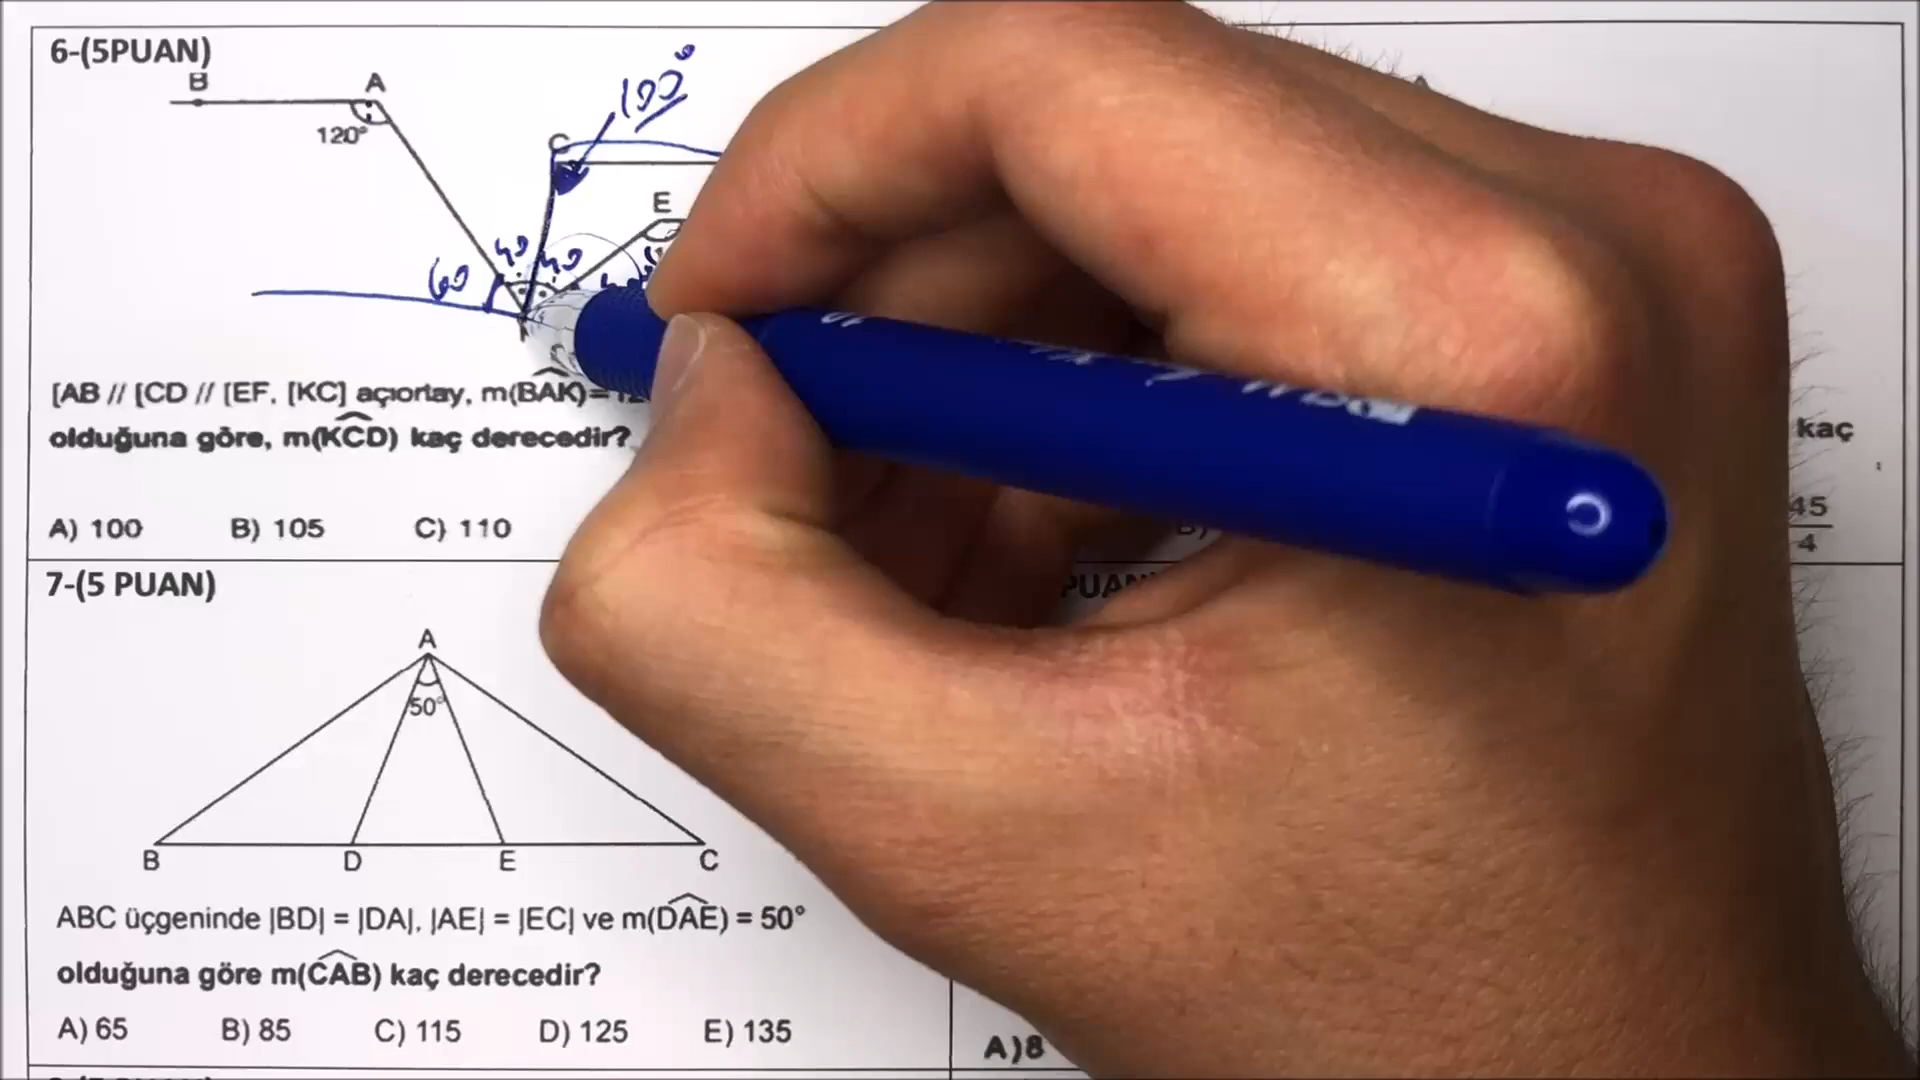 6-(5PUAN)
B A
120°
100°
C
E
40 40
60
[AB // [CD // [EF, [KC] açıortay, m(BAK)=
olduğuna göre, m(KCD) kaç derecedir?
A) 100 B) 105 C) 110
kaç
B)
45
4
7-(5 PUAN)
PUAN
A
50°
B D E C
ABC üçgeninde |BD| = |DA|, |AE| = |EC| ve m(DAE) = 50°
olduğuna göre m(CAB) kaç derecedir?
A) 65 B) 85 C) 115 D) 125 E) 135
A)8